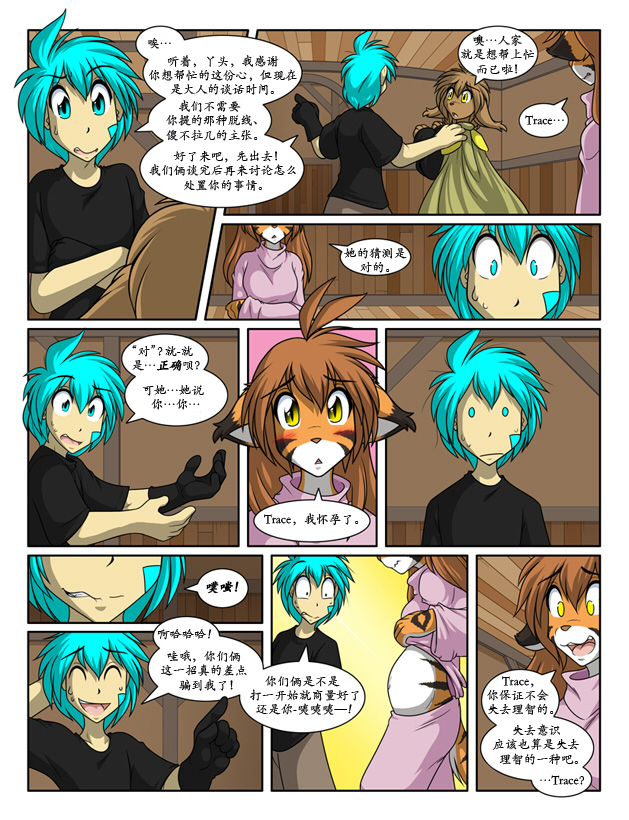 唉…
听着，丫头，我感谢
你想帮忙的这份心，但现在
是大人的谈话时间。
我们不需要
你提的那种脱线、
傻不拉几的主张。
好了来吧，先出去！
我们俩谈完后再来讨论怎么
处置你的事情。
噢…人家
就是想帮上忙
而已啦！
Trace…
她的猜测是
对的。
“对”？就-就
是…正确呗？
可她…她说
你…你…
Trace，我怀孕了。
噗嗤！
啊哈哈哈！
哇哦，你们俩
这一招真的差点
骗到我了！
你们俩是不是
打一开始就商量好了
还是你-咦咦咦—！
Trace，
你保证不会
失去理智的。
失去意识
应该也算是失去
理智的一种吧。
…Trace?